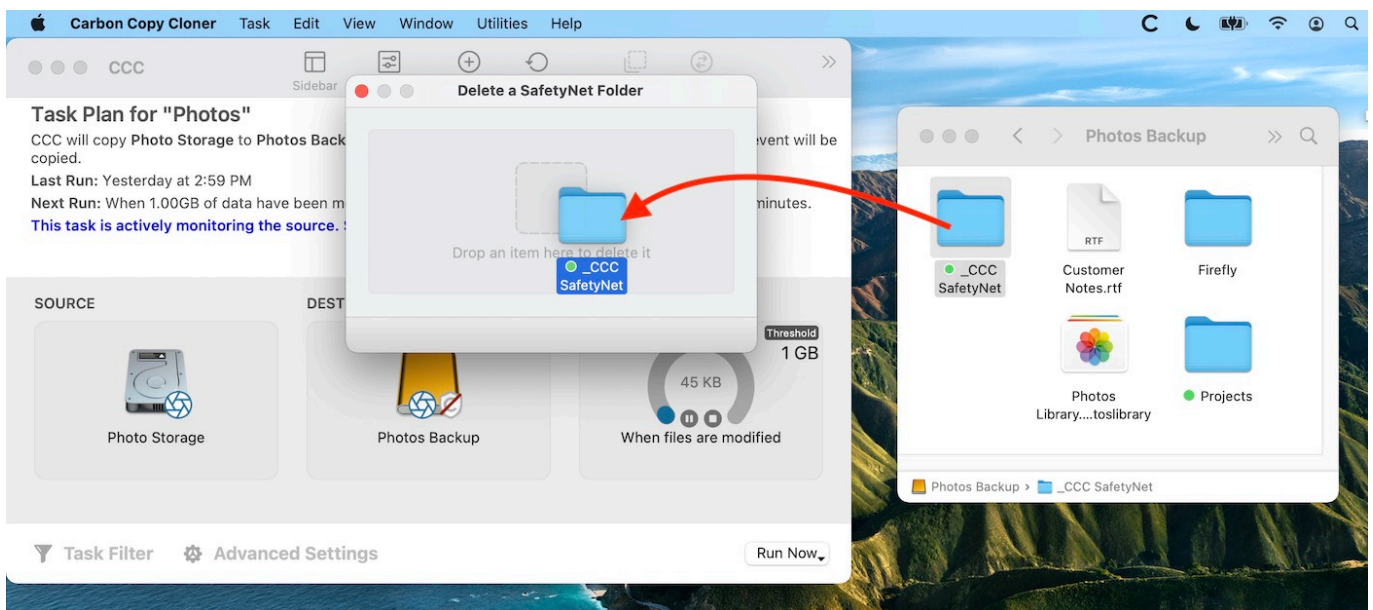 Carbon Copy Cloner Task Edit View Window Utilities Help
CCC
Sidebar
Delete a SafetyNet Folder
Task Plan for "Photos"
CCC will copy Photo Storage to Photos Back
event will be
copied.
Last Run: Yesterday at 2:59 PM
Next Run: When 1.00GB of data have been m
minutes.
This task is actively monitoring the source.
Drop an item here to delete it
_CCC
SafetyNet
SOURCE
DEST
Threshold
1 GB
45 KB
Photo Storage
Photos Backup
When files are modified
Task Filter
Advanced Settings
Run Now
Photos Backup
_CCC
SafetyNet
RTF
Customer
Notes.rtf
Firefly
Photos
Library....toslibrary
Projects
Photos Backup › _CCC SafetyNet